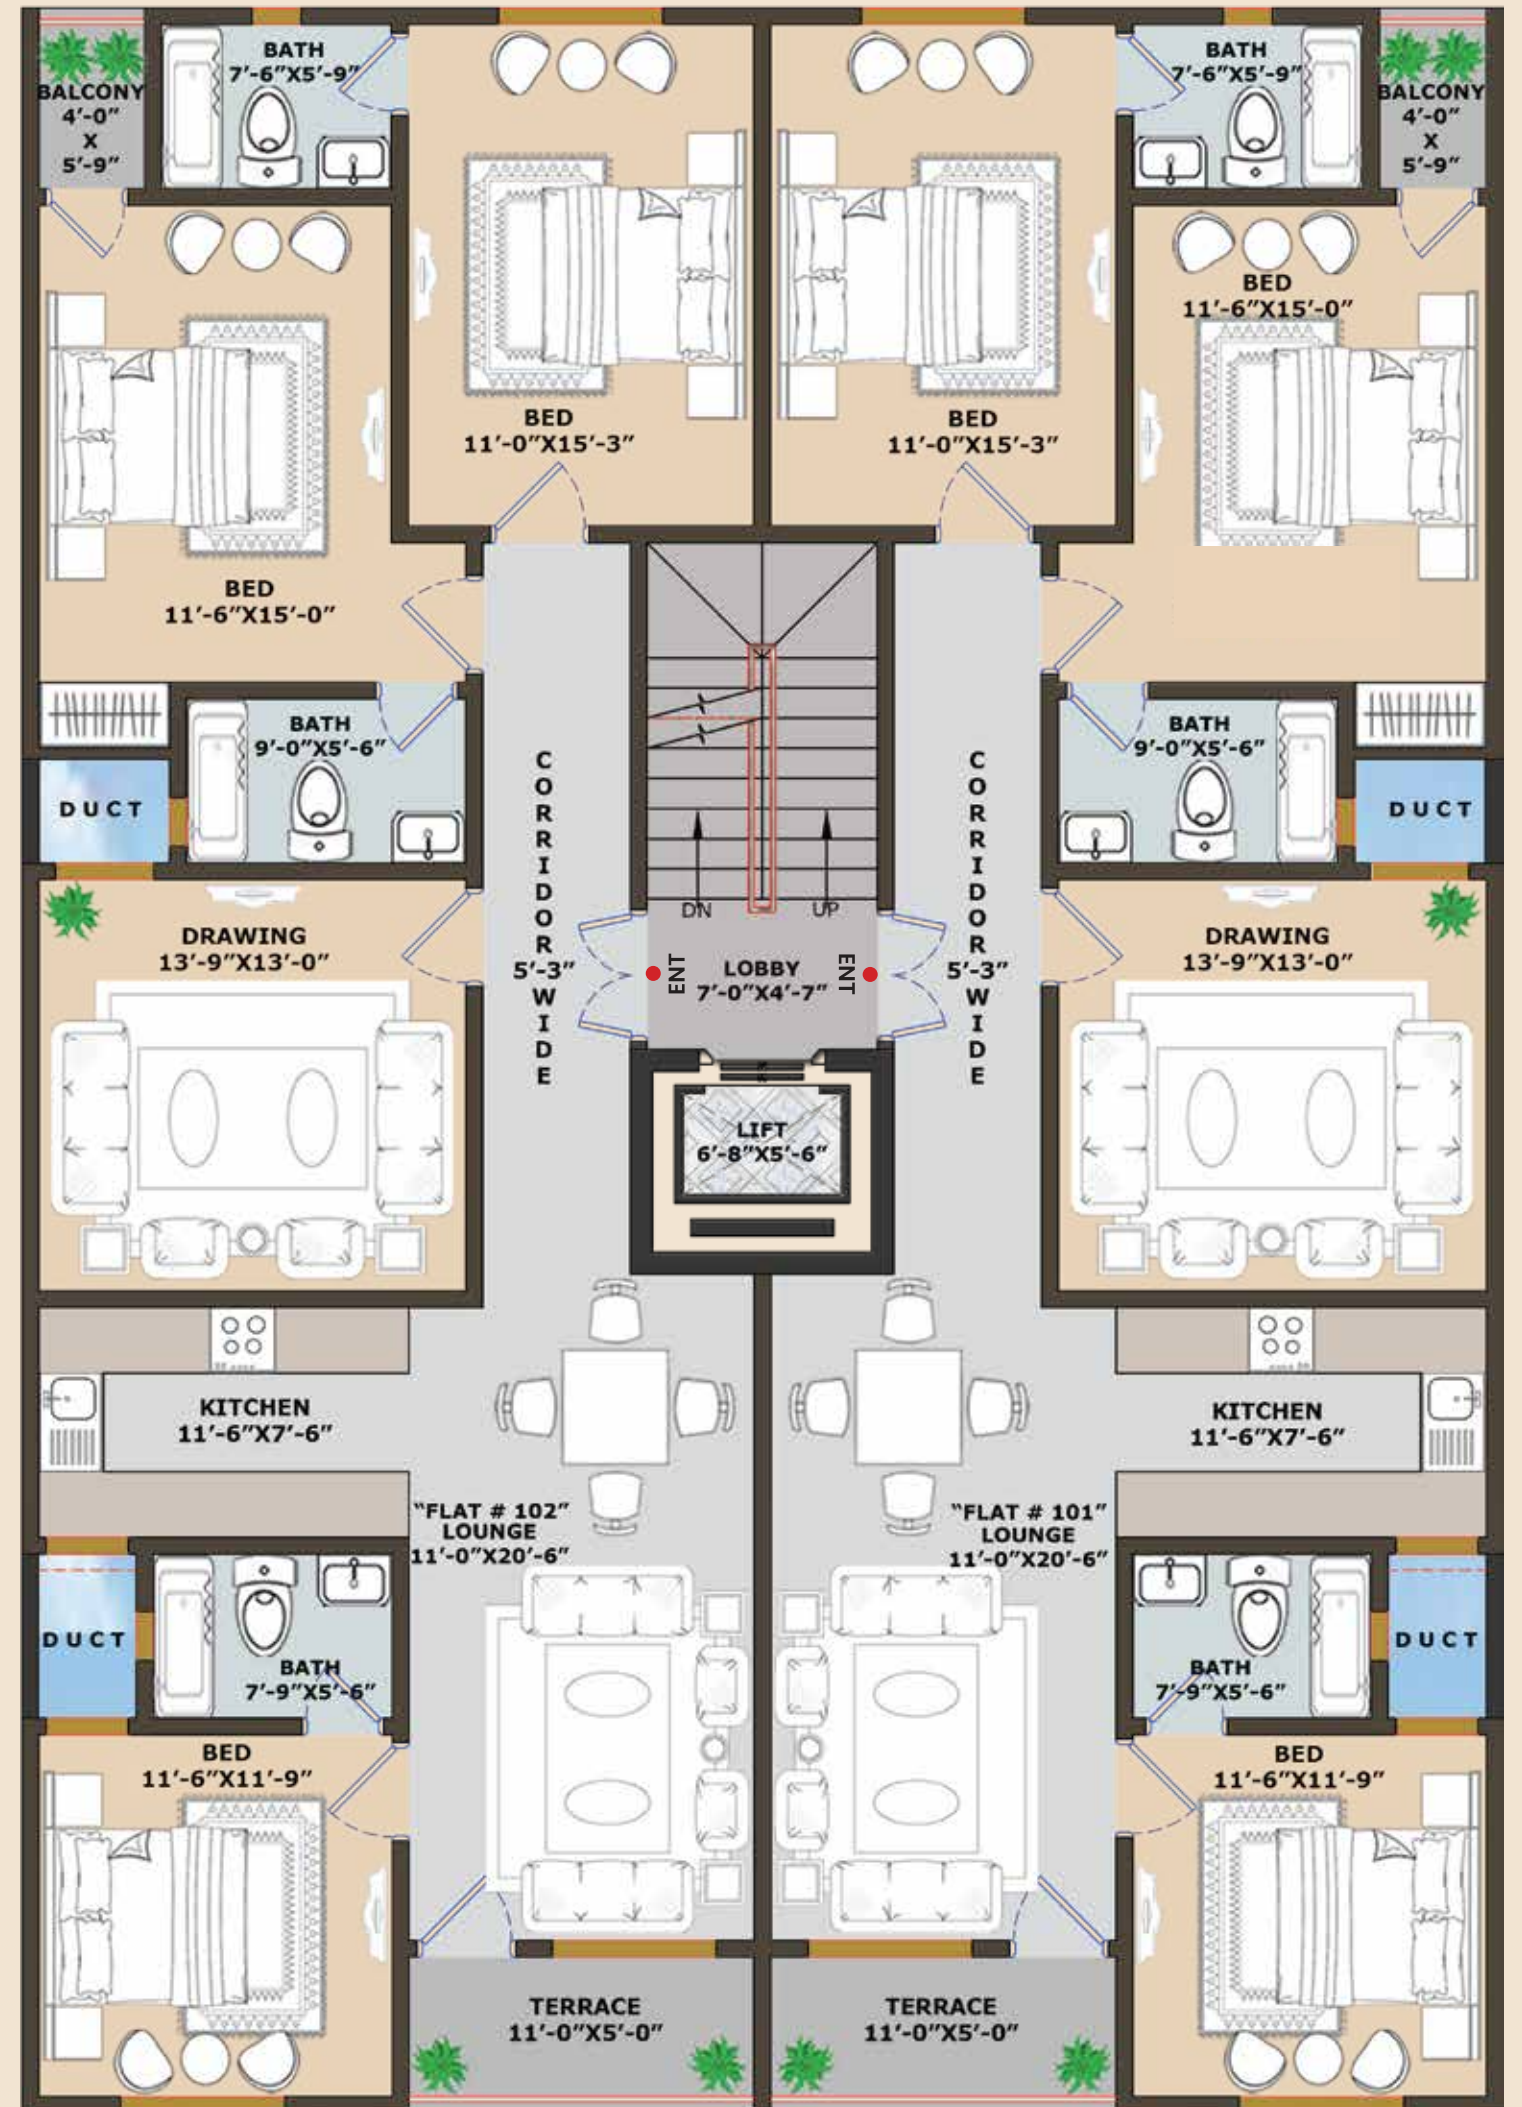 BATH
7'-6"X5'-9"
BATH
7'-6"X5'-9"
BALCONY
4'-0"
X
5'-9"
BALCONY
4'-0"
X
5'-9"
BED
11'-6"X15'-0"
BED
11'-0"X15'-3"
BED
11'-0"X15'-3"
BED
11'-6"X15'-0"
BATH
9'-0"X5'-6"
BATH
9'-0"X5'-6"
DUCT
DUCT
CORRIDOR
5'-3"
WIDE
CORRIDOR
5'-3"
WIDE
DN
UP
DRAWING
13'-9"X13'-0"
ENT
LOBBY
7'-0"X4'-7"
ENT
DRAWING
13'-9"X13'-0"
LIFT
6'-8"X5'-6"
KITCHEN
11'-6"X7'-6"
KITCHEN
11'-6"X7'-6"
"FLAT # 102"
LOUNGE
11'-0"X20'-6"
"FLAT # 101"
LOUNGE
11'-0"X20'-6"
DUCT
BATH
7'-9"X5'-6"
BATH
7'-9"X5'-6"
DUCT
BED
11'-6"X11'-9"
BED
11'-6"X11'-9"
TERRACE
11'-0"X5'-0"
TERRACE
11'-0"X5'-0"